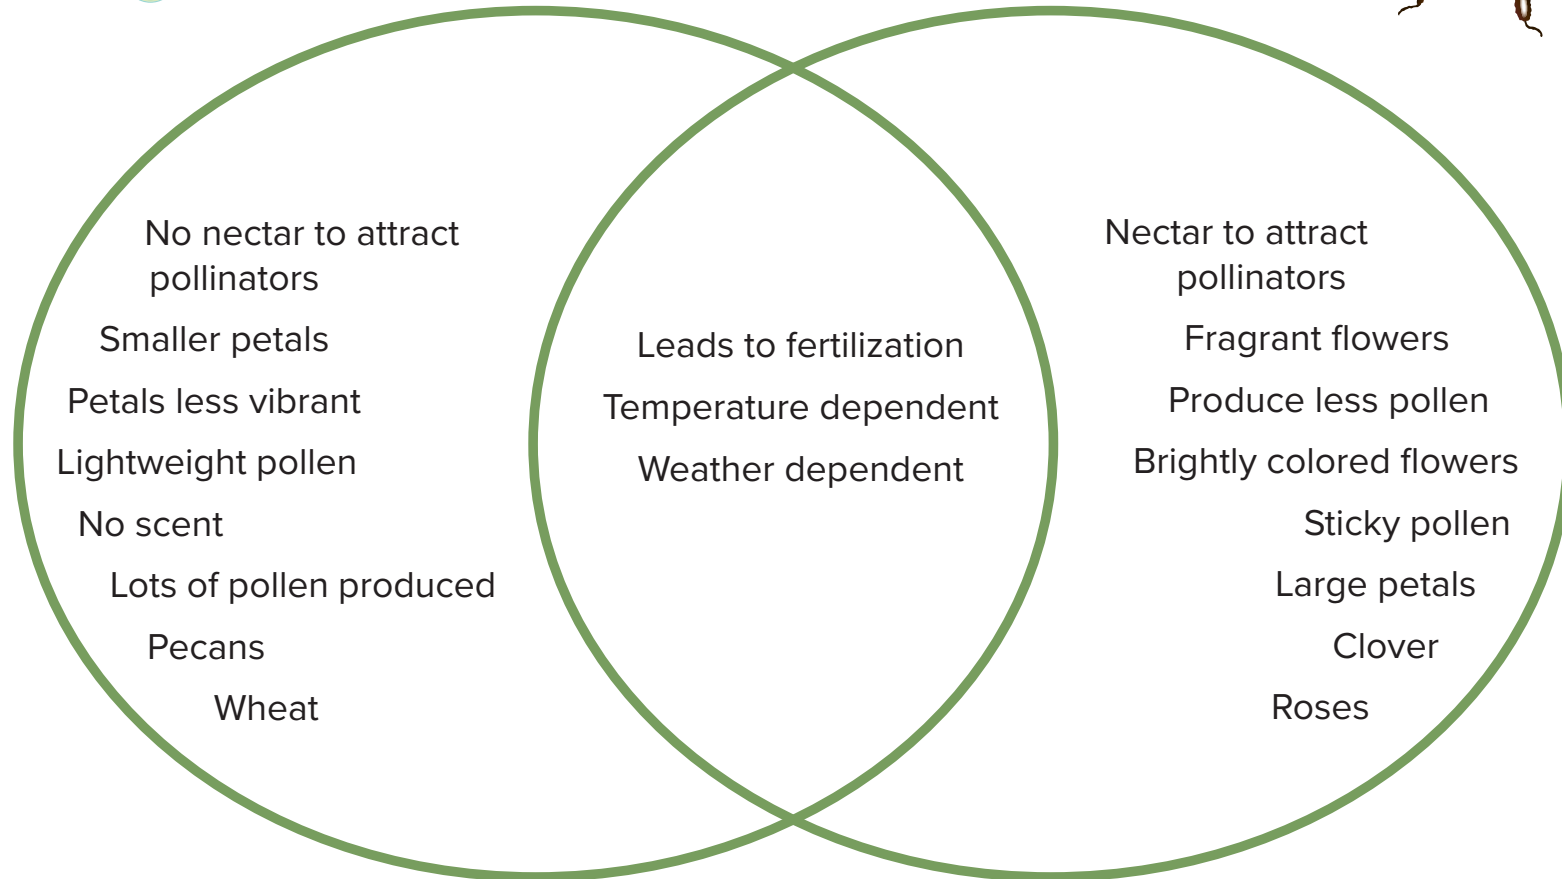 No nectar to attract
pollinators
Smaller petals
Petals less vibrant
Lightweight pollen
No scent
Lots of pollen produced
Pecans
Wheat
Leads to fertilization
Temperature dependent
Weather dependent
Nectar to attract
pollinators
Fragrant flowers
Produce less pollen
Brightly colored flowers
Sticky pollen
Large petals
Clover
Roses